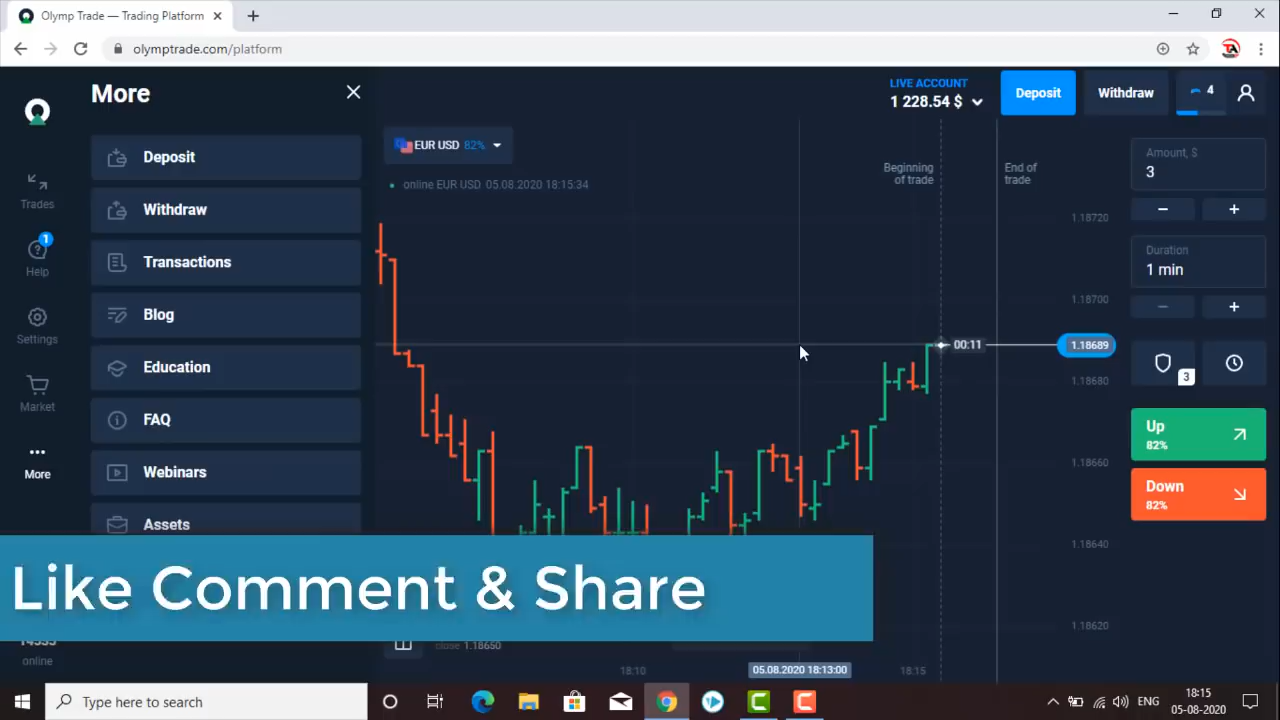 Olymp Trade — Trading Platform
olymptrade.com/platform
More
LIVE ACCOUNT
1 228.54 $
Deposit
Withdraw
4
Deposit
Withdraw
Transactions
Blog
Education
FAQ
Webinars
Assets
Trades
1
Help
Settings
Market
More
online
EUR USD 82%
online EUR USD 05.08.2020 18:15:34
Beginning
of trade
End of
trade
1.18720
1.18700
00:11
1.18689
1.18680
1.18660
1.18640
1.18620
Amount, $
3
Duration
1 min
3
Up
82%
Down
82%
Like Comment & Share
close 1.18650
18:10
05.08.2020 18:13:00
18:15
Type here to search
ENG
18:15
05-08-2020